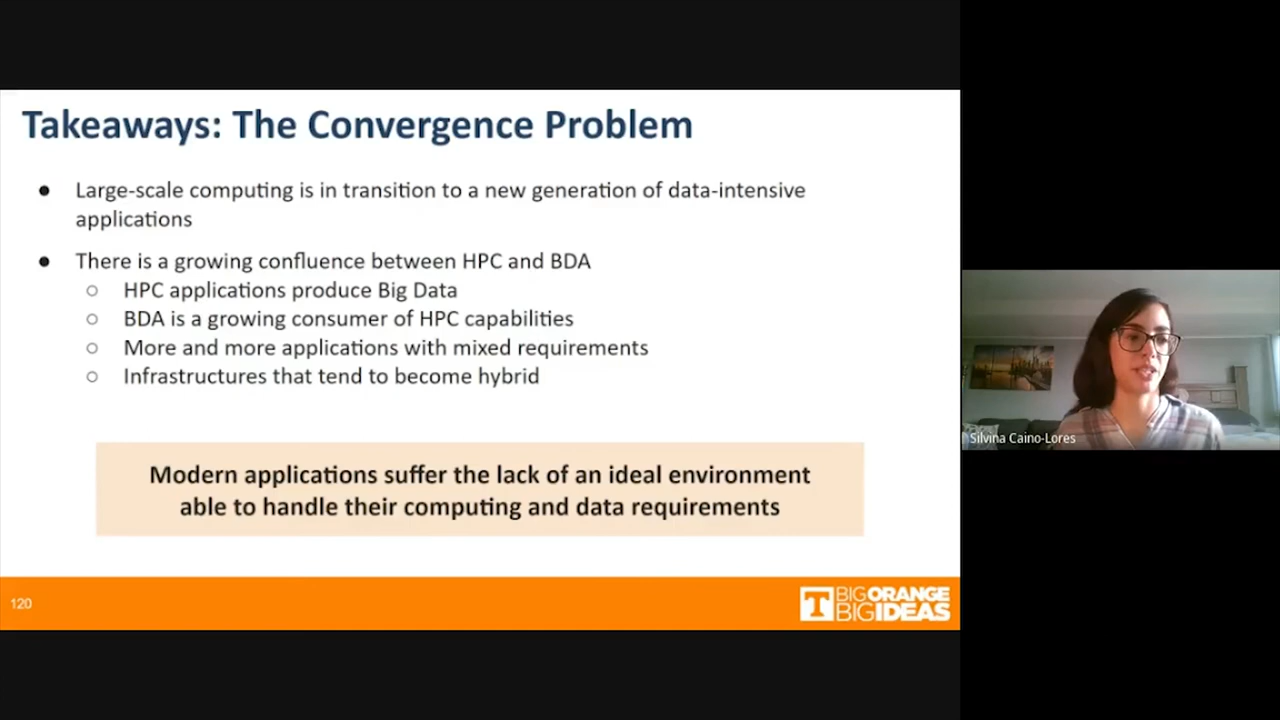 Takeaways: The Convergence Problem
● Large-scale computing is in transition to a new generation of data-intensive
applications
● There is a growing confluence between HPC and BDA
○ HPC applications produce Big Data
○ BDA is a growing consumer of HPC capabilities
○ More and more applications with mixed requirements
○ Infrastructures that tend to become hybrid
Modern applications suffer the lack of an ideal environment
able to handle their computing and data requirements
120
T BIG ORANGE
BIG IDEAS
Silvina Caino-Lores